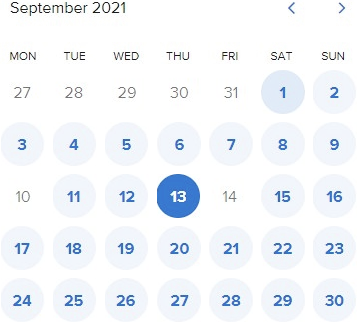 September 2021
MON TUE WED THU FRI SAT SUN
27 28 29 30 31 1 2
3 4 5 6 7 8 9
10 11 12 13 14 15 16
17 18 19 20 21 22 23
24 25 26 27 28 29 30